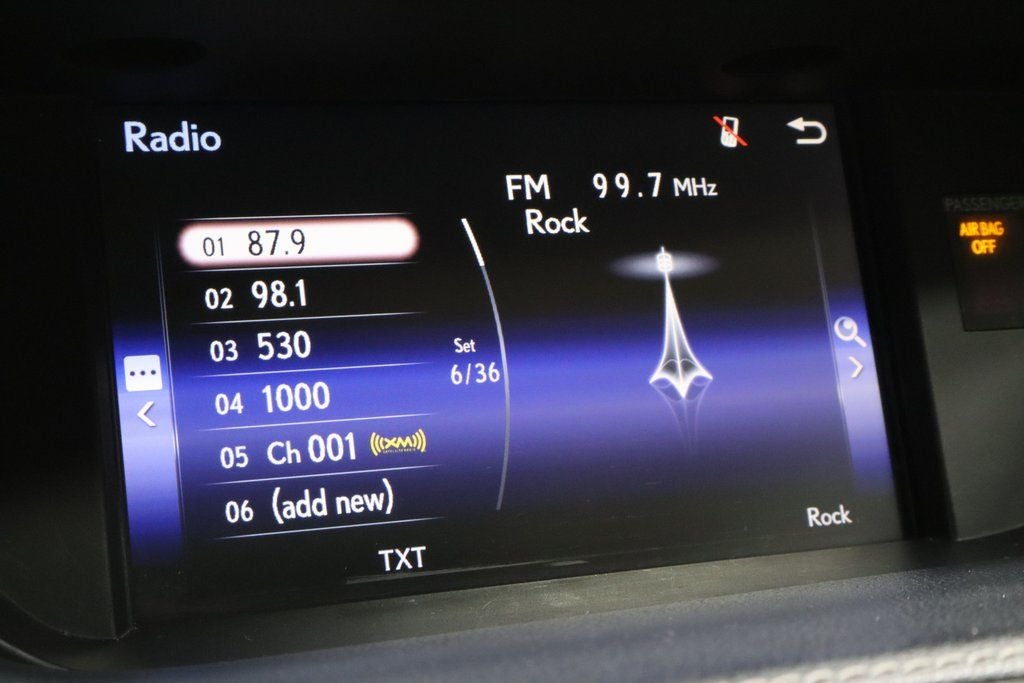 Radio
FM 99.7 MHz
Rock
01 87.9
02 98.1
03 530
04 1000
05 Ch 001 XM
06 (add new)
Set
6/36
TXT
Rock
PASSENGER
AIR BAG
OFF